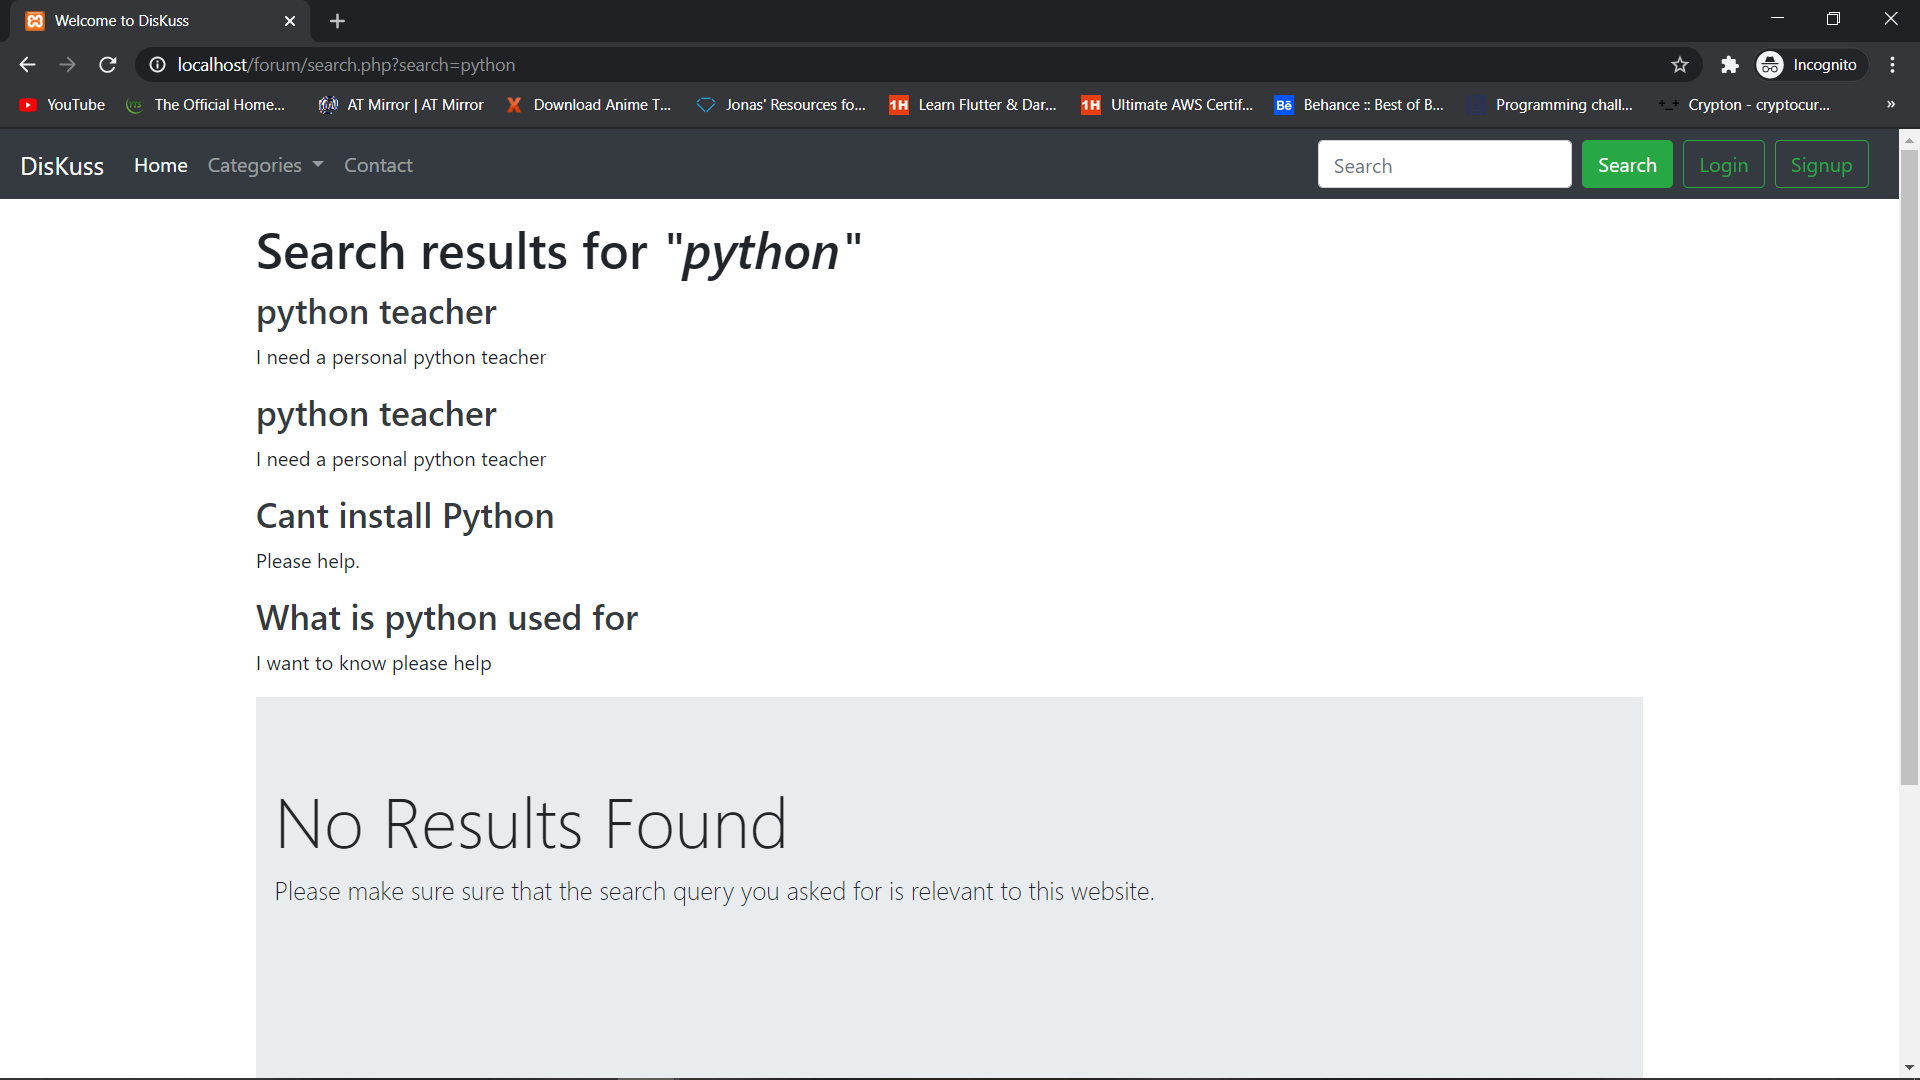 Welcome to DisKuss
localhost/forum/search.php?search=python
Incognito
YouTube The Official Home... AT Mirror | AT Mirror Download Anime T... Jonas' Resources fo... Learn Flutter & Dar... Ultimate AWS Certif... Behance :: Best of B... Programming chall... Crypton - cryptocur... »
DisKuss Home Categories Contact Search Search Login Signup
Search results for "python"
python teacher
I need a personal python teacher
python teacher
I need a personal python teacher
Cant install Python
Please help.
What is python used for
I want to know please help
No Results Found
Please make sure sure that the search query you asked for is relevant to this website.